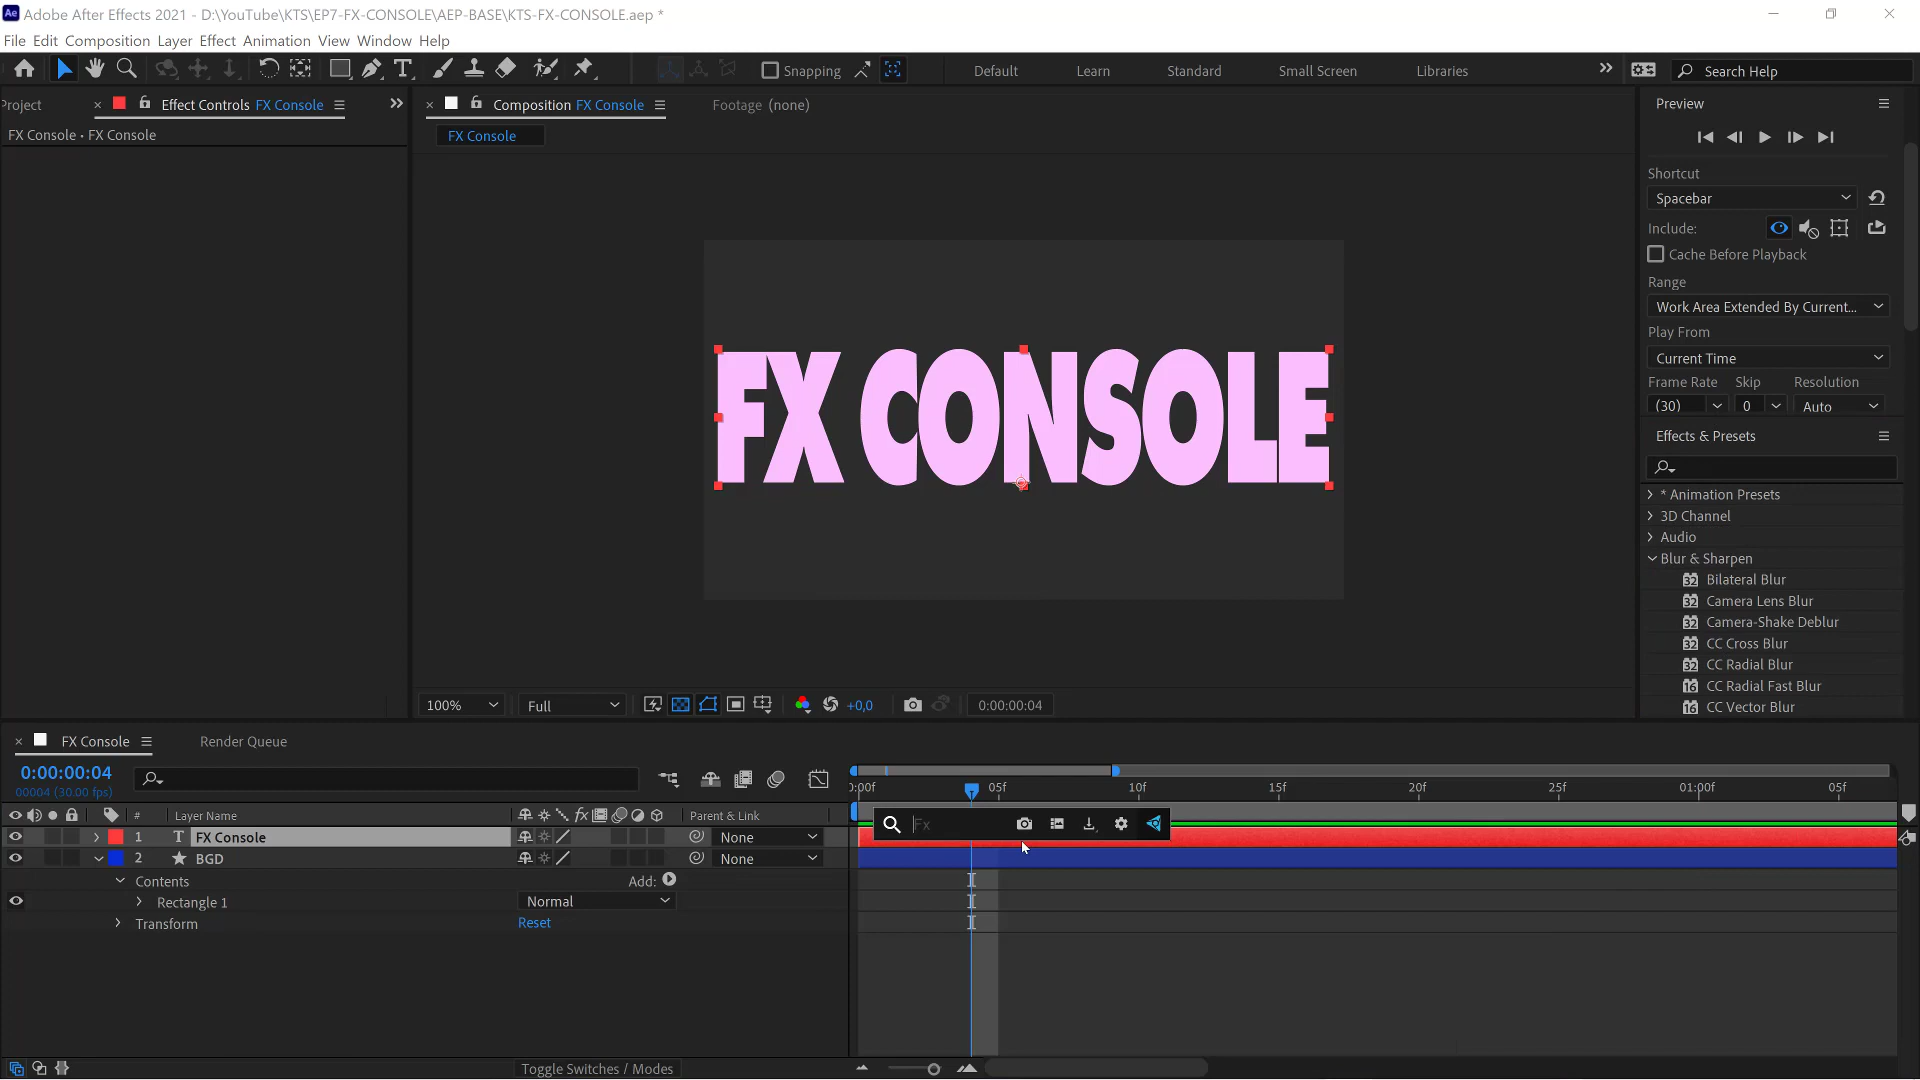 Adobe After Effects 2021 - D:\YouTube\KTS\EP7-FX-CONSOLE\AEP-BASE\KTS-FX-CONSOLE.aep *
File Edit Composition Layer Effect Animation View Window Help
Snapping
Default Learn Standard Small Screen Libraries
Search Help
Project
Effect Controls FX Console
Composition FX Console
Footage (none)
Preview
FX Console • FX Console
FX Console
Shortcut
Spacebar
Include:
Cache Before Playback
Range
Work Area Extended By Current...
Play From
Current Time
Frame Rate Skip Resolution
(30) 0 Auto
FX CONSOLE
Effects & Presets
* Animation Presets
3D Channel
Audio
Blur & Sharpen
32 Bilateral Blur
32 Camera Lens Blur
32 Camera-Shake Deblur
32 CC Cross Blur
32 CC Radial Blur
16 CC Radial Fast Blur
16 CC Vector Blur
100% Full +0,0 0:00:00:04
FX Console Render Queue
0:00:00:04
00004 (30.00 fps)
0:00f 05f 10f 15f 20f 25f 01:00f 05f
# Layer Name fx Parent & Link
1 T FX Console None
Fx
2 BGD None
Contents Add:
Rectangle 1 Normal
Transform Reset
Toggle Switches / Modes